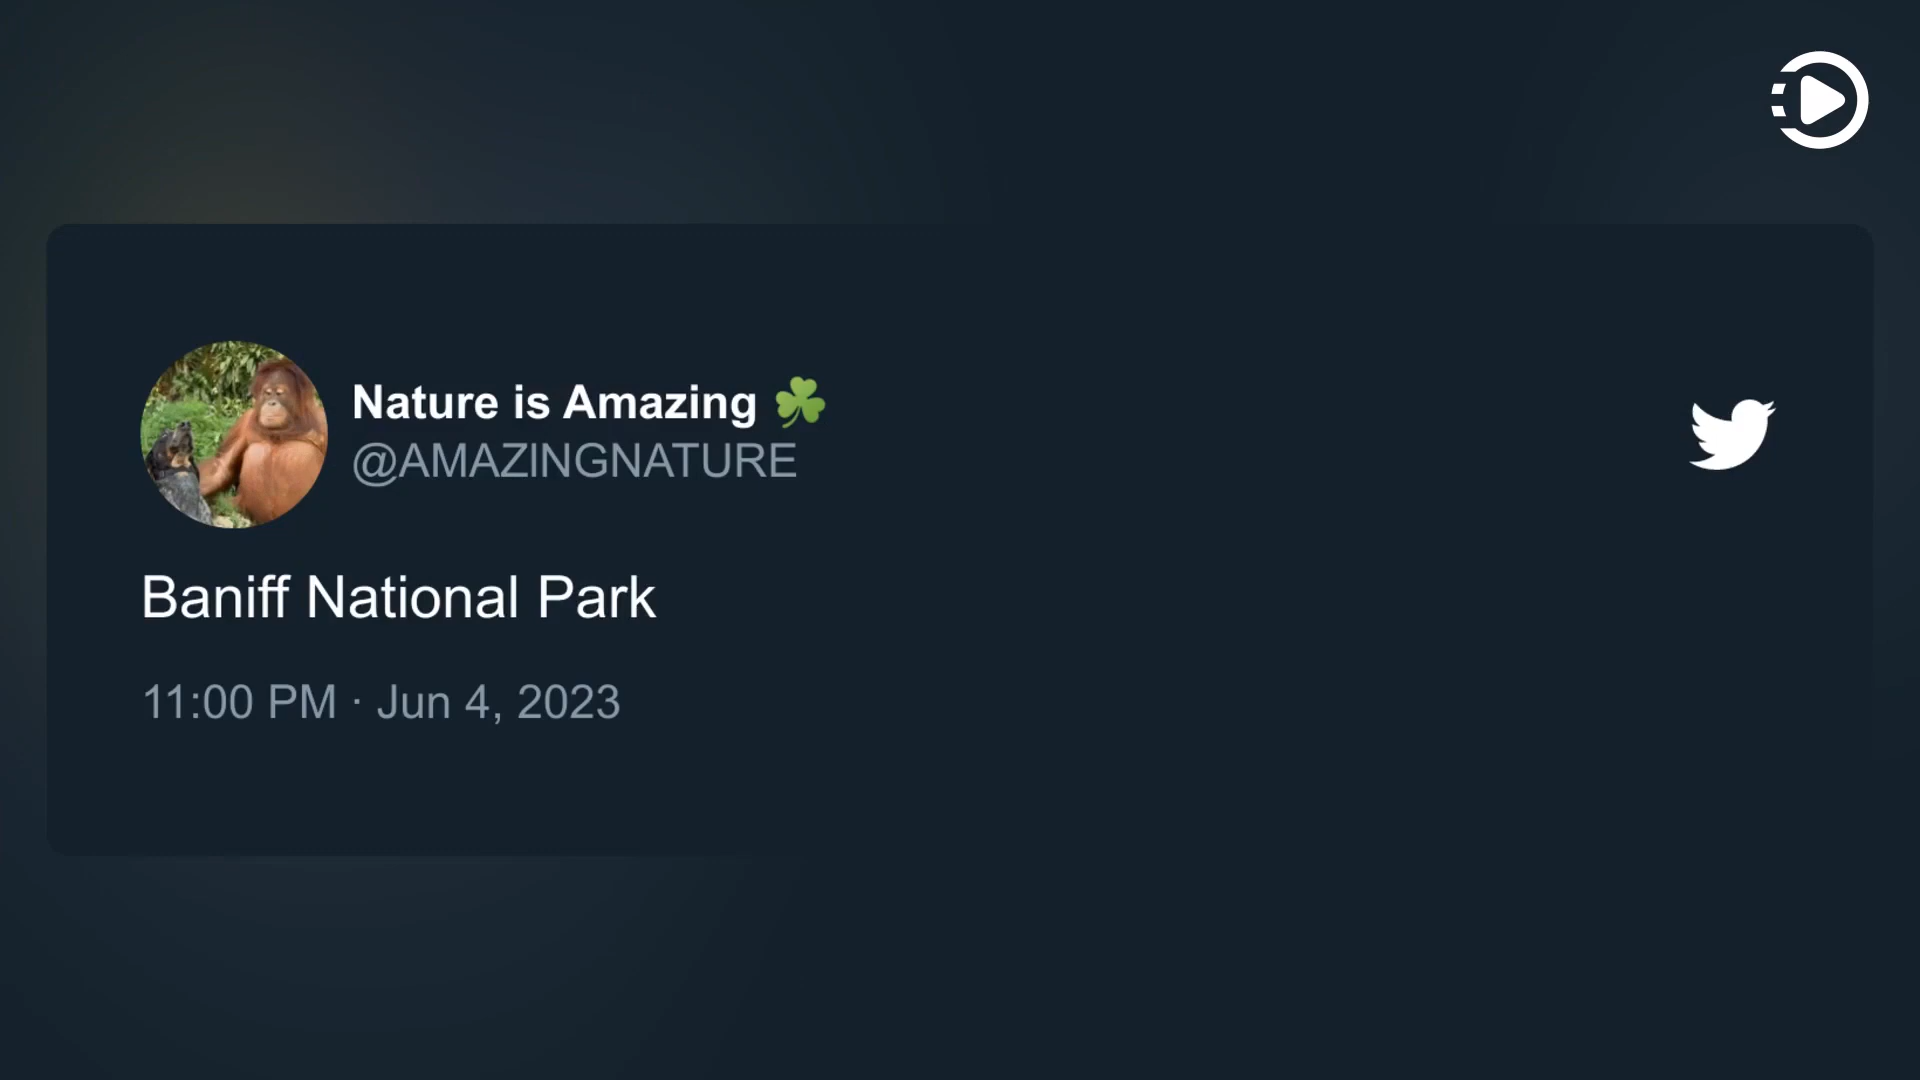 Nature is Amazing ☘️
@AMAZINGNATURE
Baniff National Park
11:00 PM · Jun 4, 2023